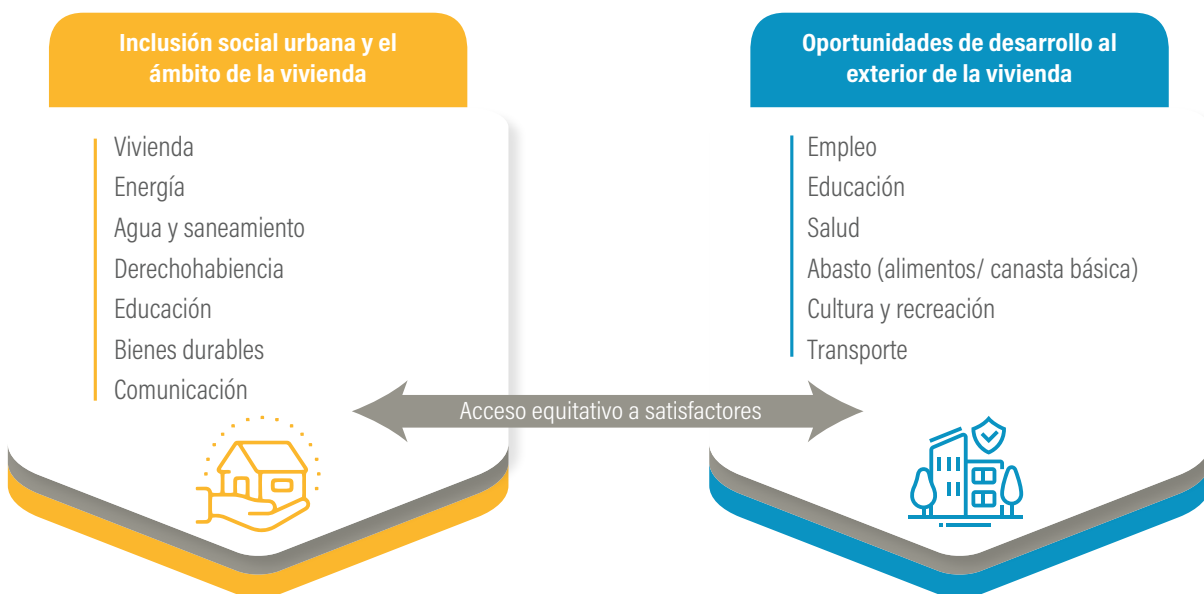 Inclusión social urbana y el
ámbito de la vivienda
Vivienda
Energía
Agua y saneamiento
Derechohabiencia
Educación
Bienes durables
Comunicación
Acceso equitativo a satisfactores
Oportunidades de desarrollo al
exterior de la vivienda
Empleo
Educación
Salud
Abasto (alimentos/ canasta básica)
Cultura y recreación
Transporte